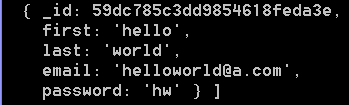 { _id: 59dc785c3dd9854618feda3e,
first: 'hello',
last: 'world',
email: 'helloworld@a.com',
password: 'hw' } ]